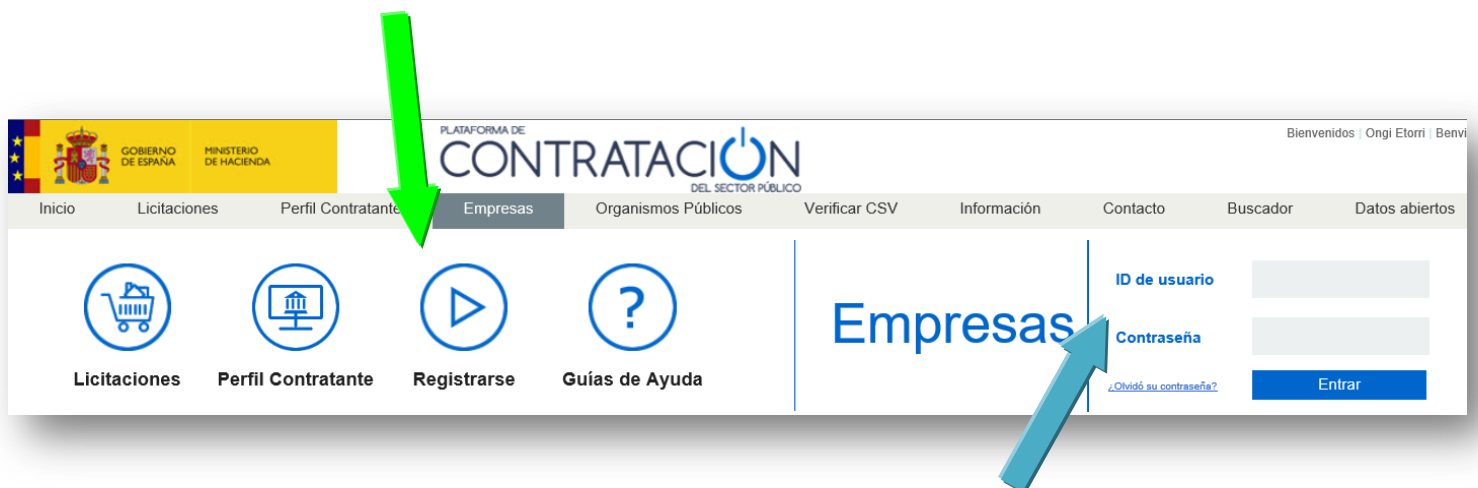 GOBIERNO
DE ESPAÑA
MINISTERIO
DE HACIENDA
PLATAFORMA DE
CONTRATACIÓN
DEL SECTOR PÚBLICO
Bienvenidos | Ongi Etorri | Benvi
Inicio Licitaciones Perfil Contratante Empresas Organismos Públicos Verificar CSV Información Contacto Buscador Datos abiertos
Licitaciones Perfil Contratante Registrarse Guías de Ayuda
Empresas
ID de usuario
Contraseña
¿Olvidó su contraseña? Entrar